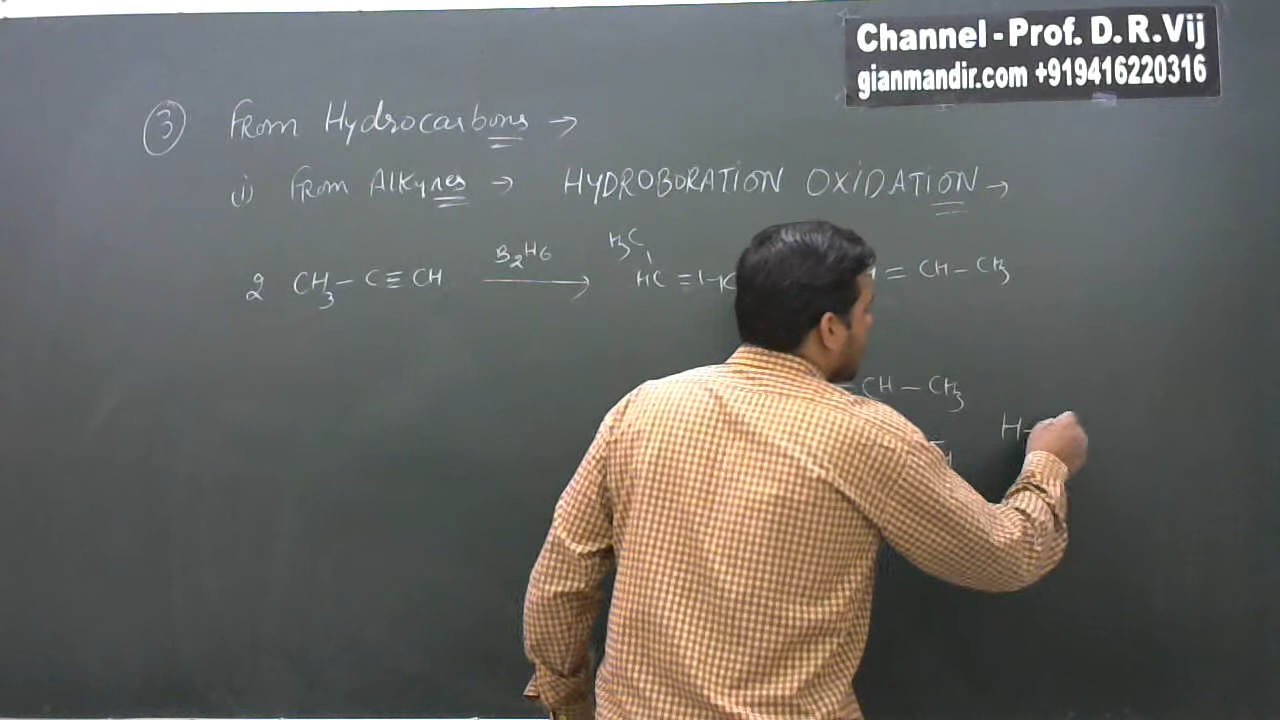 Channel - Prof. D. R. Vij
gianmandir.com +919416220316
③ From Hydrocarbons →
(i) From Alkynes → HYDROBORATION OXIDATION →
H₃C
2 CH₃ – C ≡ CH B₂H₆ → HC = CH – CH₃
= CH – CH₃
H –